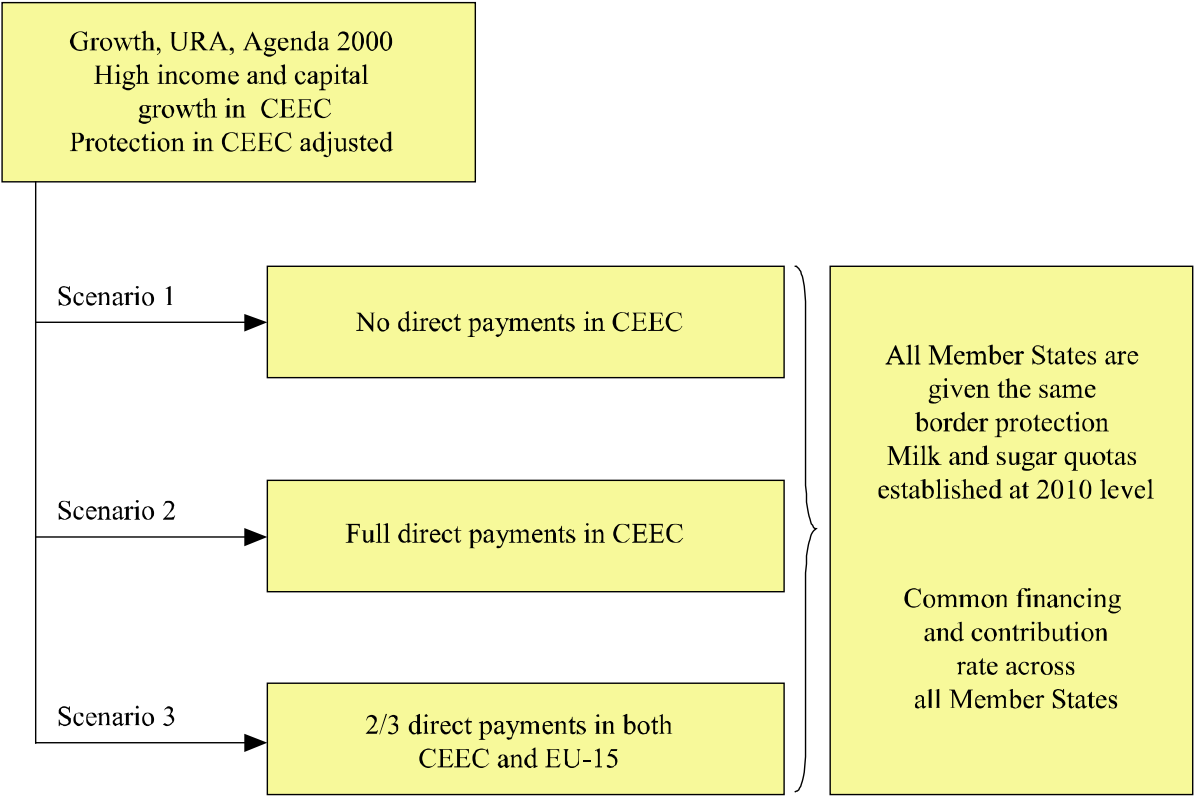 Growth, URA, Agenda 2000
High income and capital
growth in CEEC
Protection in CEEC adjusted
Scenario 1
No direct payments in CEEC
Scenario 2
Full direct payments in CEEC
Scenario 3
2/3 direct payments in both
CEEC and EU-15
All Member States are
given the same
border protection
Milk and sugar quotas
established at 2010 level
Common financing
and contribution
rate across
all Member States